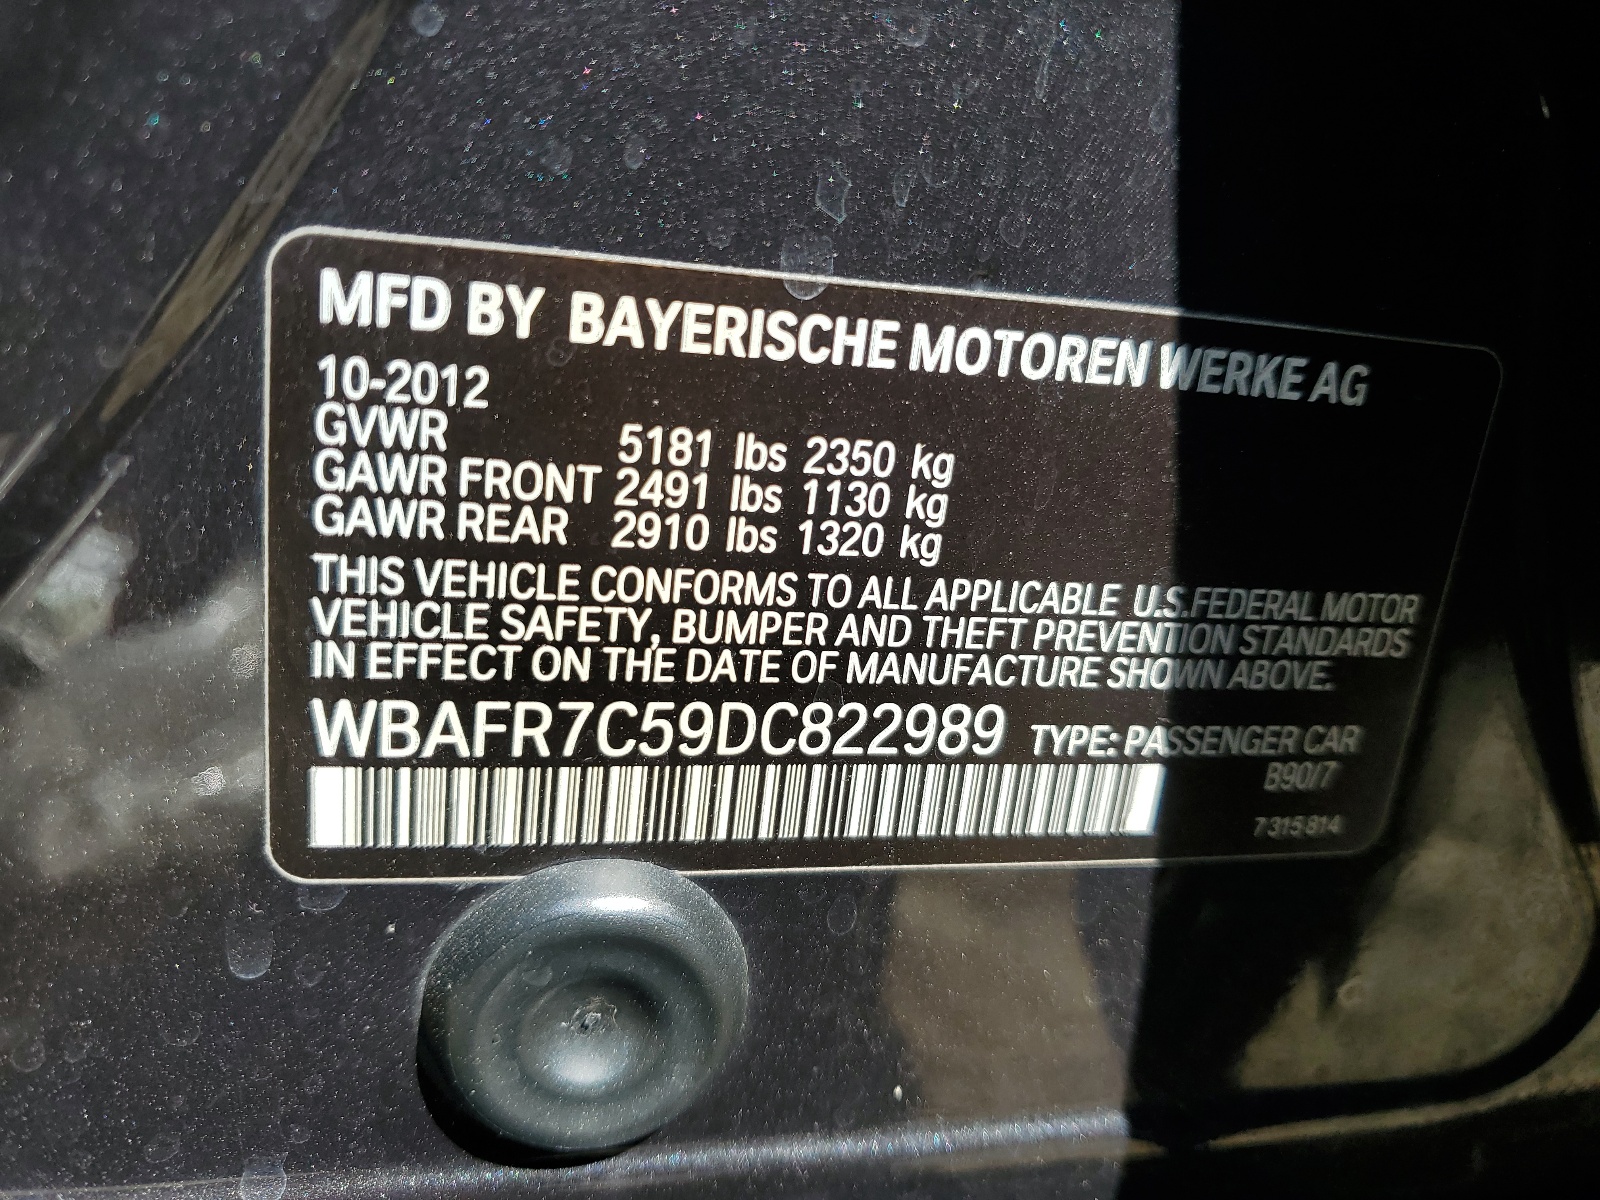 MFD BY BAYERISCHE MOTOREN WERKE AG
10-2012
GVWR 5181 lbs 2350 kg
GAWR FRONT 2491 lbs 1130 kg
GAWR REAR 2910 lbs 1320 kg
THIS VEHICLE CONFORMS TO ALL APPLICABLE U.S.FEDERAL MOTOR
VEHICLE SAFETY, BUMPER AND THEFT PREVENTION STANDARDS
IN EFFECT ON THE DATE OF MANUFACTURE SHOWN ABOVE.
WBAFR7C59DC822989 TYPE: PASSENGER CAR
B90/7
7 315 814